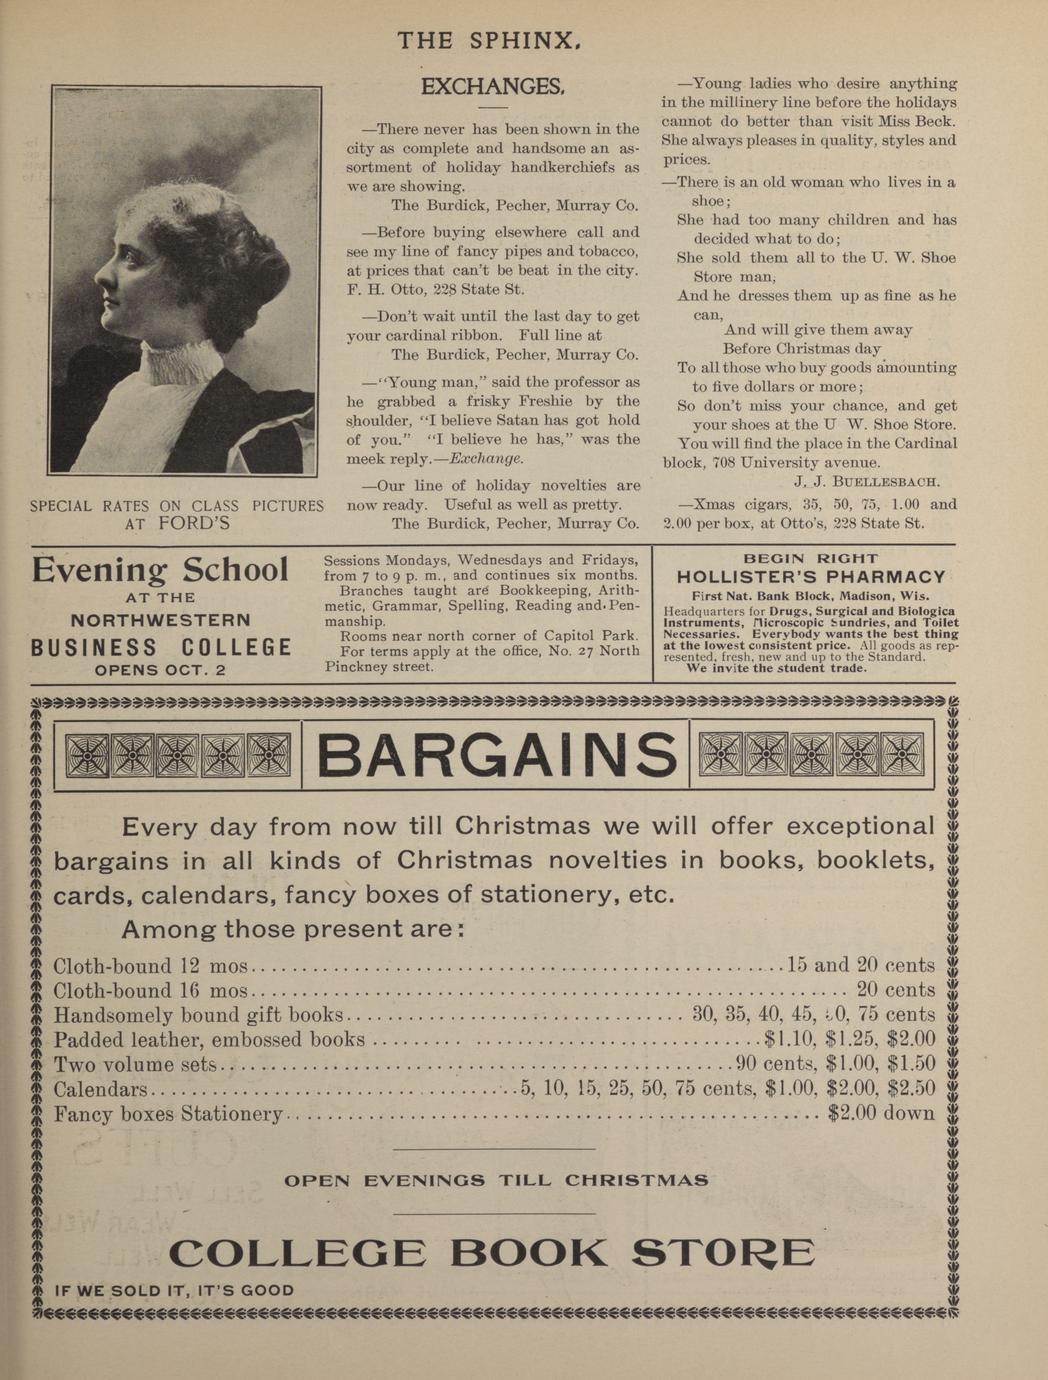 THE SPHINX.
SPECIAL RATES ON CLASS PICTURES
AT FORD'S
EXCHANGES.
—There never has been shown in the
city as complete and handsome an as-
sortment of holiday handkerchiefs as
we are showing.
The Burdick, Pecher, Murray Co.
—Before buying elsewhere call and
see my line of fancy pipes and tobacco,
at prices that can't be beat in the city.
F. H. Otto, 228 State St.
—Don't wait until the last day to get
your cardinal ribbon. Full line at
The Burdick, Pecher, Murray Co.
—"Young man," said the professor as
he grabbed a frisky Freshie by the
shoulder, "I believe Satan has got hold
of you." "I believe he has," was the
meek reply.—Exchange.
—Our line of holiday novelties are
now ready. Useful as well as pretty.
The Burdick, Pecher, Murray Co.
—Young ladies who desire anything
in the millinery line before the holidays
cannot do better than visit Miss Beck.
She always pleases in quality, styles and
prices.
—There is an old woman who lives in a
shoe;
She had too many children and has
decided what to do;
She sold them all to the U. W. Shoe
Store man,
And he dresses them up as fine as he
can,
And will give them away
Before Christmas day
To all those who buy goods amounting
to five dollars or more;
So don't miss your chance, and get
your shoes at the U W. Shoe Store.
You will find the place in the Cardinal
block, 708 University avenue.
J. J. BUELLESBACH.
—Xmas cigars, 35, 50, 75, 1.00 and
2.00 per box, at Otto's, 228 State St.
Evening School
AT THE
NORTHWESTERN
BUSINESS COLLEGE
OPENS OCT. 2
Sessions Mondays, Wednesdays and Fridays,
from 7 to 9 p. m., and continues six months.
Branches taught are Bookkeeping, Arith-
metic, Grammar, Spelling, Reading and Pen-
manship.
Rooms near north corner of Capitol Park.
For terms apply at the office, No. 27 North
Pinckney street.
BEGIN RIGHT
HOLLISTER'S PHARMACY
First Nat. Bank Block, Madison, Wis.
Headquarters for Drugs, Surgical and Biologica
Instruments, Microscopic Sundries, and Toilet
Necessaries. Everybody wants the best thing
at the lowest consistent price. All goods as rep-
resented, fresh, new and up to the Standard.
We invite the student trade.
BARGAINS
Every day from now till Christmas we will offer exceptional
bargains in all kinds of Christmas novelties in books, booklets,
cards, calendars, fancy boxes of stationery, etc.
Among those present are:
Cloth-bound 12 mos. . . . . 15 and 20 cents
Cloth-bound 16 mos. . . . . 20 cents
Handsomely bound gift books. . . . . 30, 35, 40, 45, 75 cents
Padded leather, embossed books . . . . . $1.10, $1.25, $2.00
Two volume sets. . . . . 90 cents, $1.00, $1.50
Calendars. . . . . 5, 10, 15, 25, 50, 75 cents, $1.00, $2.00, $2.50
Fancy boxes Stationery. . . . . $2.00 down
OPEN EVENINGS TILL CHRISTMAS
COLLEGE BOOK STORE
IF WE SOLD IT, IT'S GOOD